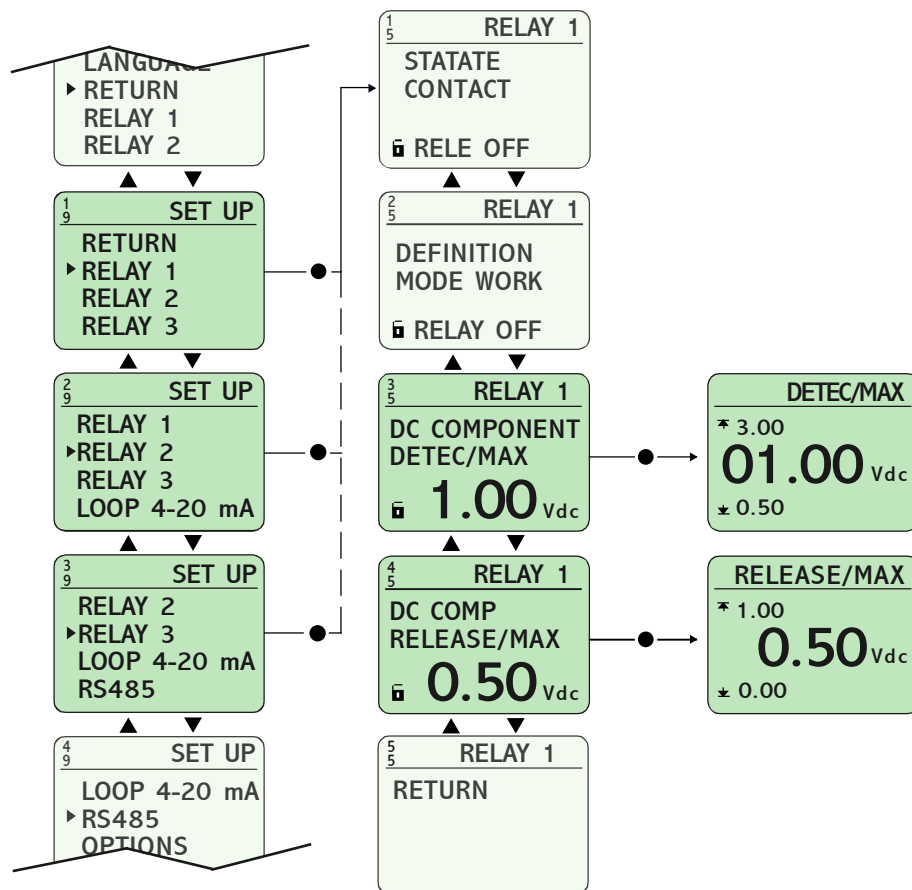 LANGUAGE
RETURN
RELAY 1
RELAY 2
1
9
SET UP
RETURN
RELAY 1
RELAY 2
RELAY 3
2
9
SET UP
RELAY 1
RELAY 2
RELAY 3
LOOP 4-20 mA
3
9
SET UP
RELAY 2
RELAY 3
LOOP 4-20 mA
RS485
4
9
SET UP
LOOP 4-20 mA
RS485
OPTIONS
1
5
RELAY 1
STATATE
CONTACT
RELE OFF
2
5
RELAY 1
DEFINITION
MODE WORK
RELAY OFF
3
5
RELAY 1
DC COMPONENT
DETEC/MAX
1.00 Vdc
4
5
RELAY 1
DC COMP
RELEASE/MAX
0.50 Vdc
5
5
RELAY 1
RETURN
DETEC/MAX
3.00
01.00 Vdc
0.50
RELEASE/MAX
1.00
0.50 Vdc
0.00